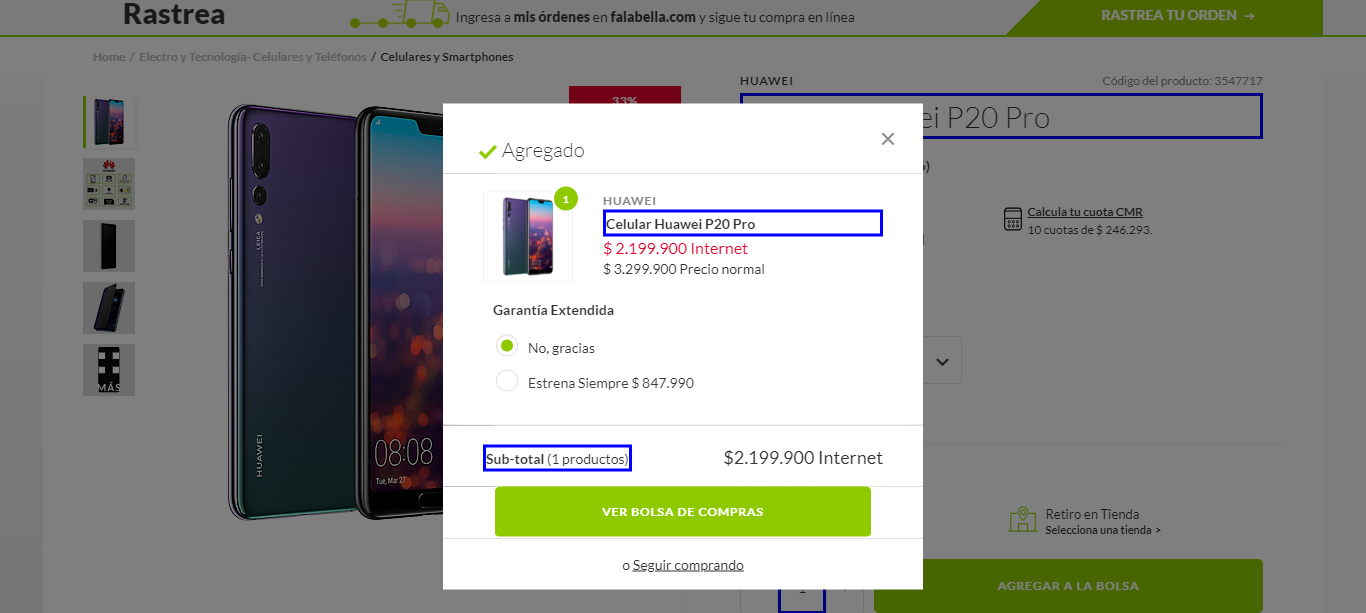 Rastrea
Ingresa a mis órdenes en falabella.com y sigue tu compra en línea
RASTREA TU ORDEN →
Home / Electro y Tecnología- Celulares y Teléfonos / Celulares y Smartphones
HUAWEI
Código del producto: 3547717
33%
ei P20 Pro
Agregado
1
HUAWEI
Celular Huawei P20 Pro
$ 2.199.900 Internet
$ 3.299.900 Precio normal
Calcula tu cuota CMR
10 cuotas de $ 246.293.
Garantía Extendida
No, gracias
Estrena Siempre $ 847.990
MÁS
LEICA
HUAWEI
08:08
Tue, Mar 27
Sub-total (1 productos)
$2.199.900 Internet
VER BOLSA DE COMPRAS
o Seguir comprando
Retiro en Tienda
Selecciona una tienda >
AGREGAR A LA BOLSA
1